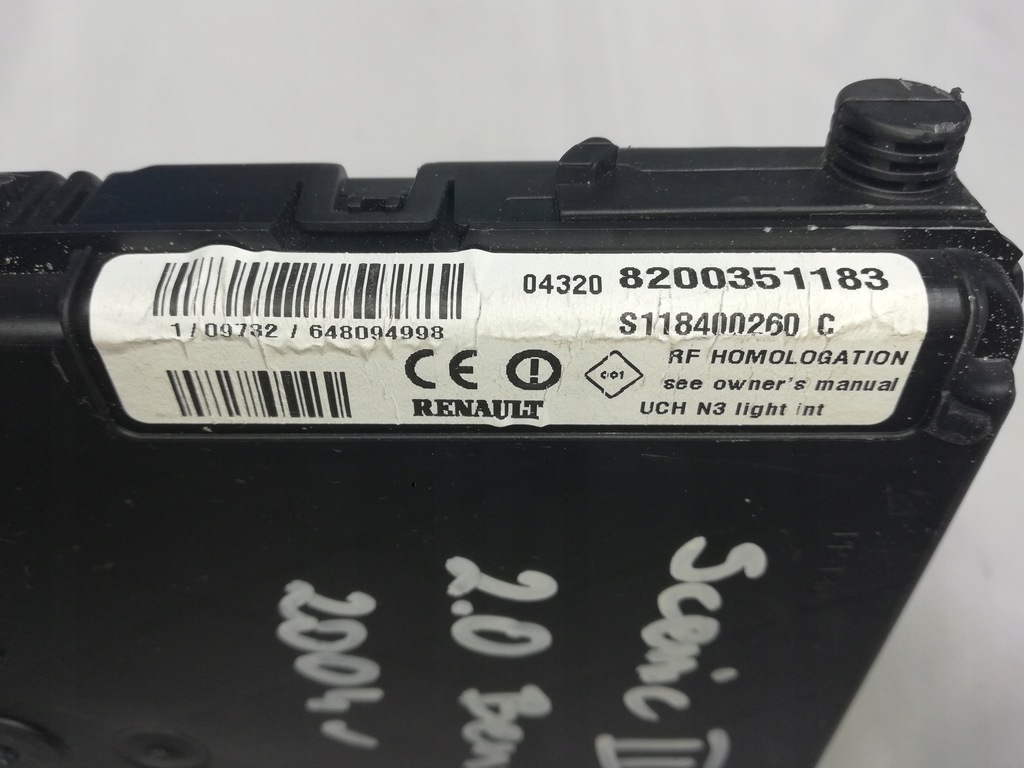 04320 8200351183
S118400260 C
1/09732/648094998
RF HOMOLOGATION
see owner's manual
UCH N3 light int
CE
RENAULT
Scenic II
2.0 Ben
2004r